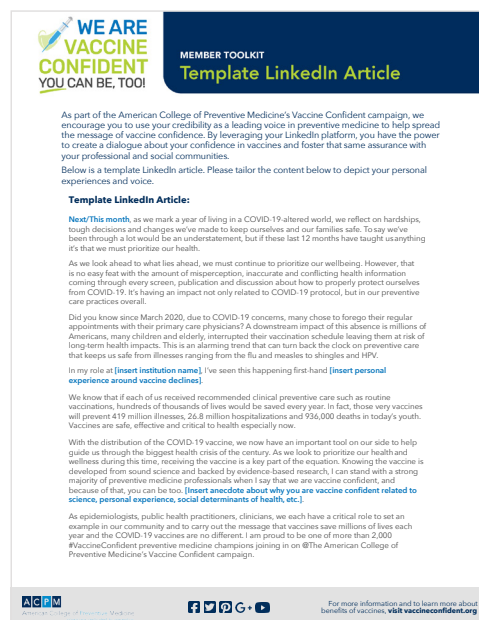 WE ARE
VACCINE
CONFIDENT
YOU CAN BE, TOO!
MEMBER TOOLKIT
Template LinkedIn Article
As part of the American College of Preventive Medicine's Vaccine Confident campaign, we
encourage you to use your credibility as a leading voice in preventive medicine to help spread
the message of vaccine confidence. By leveraging your LinkedIn platform, you have the power
to create a dialogue about your confidence in vaccines and foster that same assurance with
your professional and social communities.
Below is a template LinkedIn article. Please tailor the content below to depict your personal
experiences and voice.
Template LinkedIn Article:
Next/This month, as we mark a year of living in a COVID-19-altered world, we reflect on hardships,
tough decisions and changes we've made to keep ourselves and our families safe. To say we've
been through a lot would be an understatement, but if these last 12 months have taught us anything
it's that we must prioritize our health.
As we look ahead to what lies ahead, we must continue to prioritize our wellbeing. However, that
is no easy feat with the amount of misperception, inaccurate and conflicting health information
coming through every screen, publication and discussion about how to properly protect ourselves
from COVID-19. It's having an impact not only related to COVID-19 protocol, but in our preventive
care practices overall.
Did you know since March 2020, due to COVID-19 concerns, many chose to forego their regular
appointments with their primary care physicians? A downstream impact of this absence is millions of
Americans, many children and elderly, interrupted their vaccination schedule leaving them at risk of
long-term health impacts. This is an alarming trend that can turn back the clock on preventive care
that keeps us safe from illnesses ranging from the flu and measles to shingles and HPV.
In my role at [insert institution name], I've seen this happening first-hand [insert personal
experience around vaccine declines].
We know that if each of us received recommended clinical preventive care such as routine
vaccinations, hundreds of thousands of lives would be saved every year. In fact, those very vaccines
will prevent 419 million illnesses, 26.8 million hospitalizations and 936,000 deaths in today's youth.
Vaccines are safe, effective and critical to health especially now.
With the distribution of the COVID-19 vaccine, we now have an important tool on our side to help
guide us through the biggest health crisis of the century. As we look to prioritize our health and
wellness during this time, receiving the vaccine is a key part of the equation. Knowing the vaccine is
developed from sound science and backed by evidence-based research, I can stand with a strong
majority of preventive medicine professionals when I say that we are vaccine confident, and
because of that, you can be too. [Insert anecdote about why you are vaccine confident related to
science, personal experience, social determinants of health, etc.].
As epidemiologists, public health practitioners, clinicians, we each have a critical role to set an
example in our community and to carry out the message that vaccines save millions of lives each
year and the COVID-19 vaccines are no different. I am proud to be one of more than 2,000
#VaccineConfident preventive medicine champions joining in on @The American College of
Preventive Medicine's Vaccine Confident campaign.
ACPM
American College of Preventive Medicine
For more information and to learn more about
benefits of vaccines, visit vaccineconfident.org